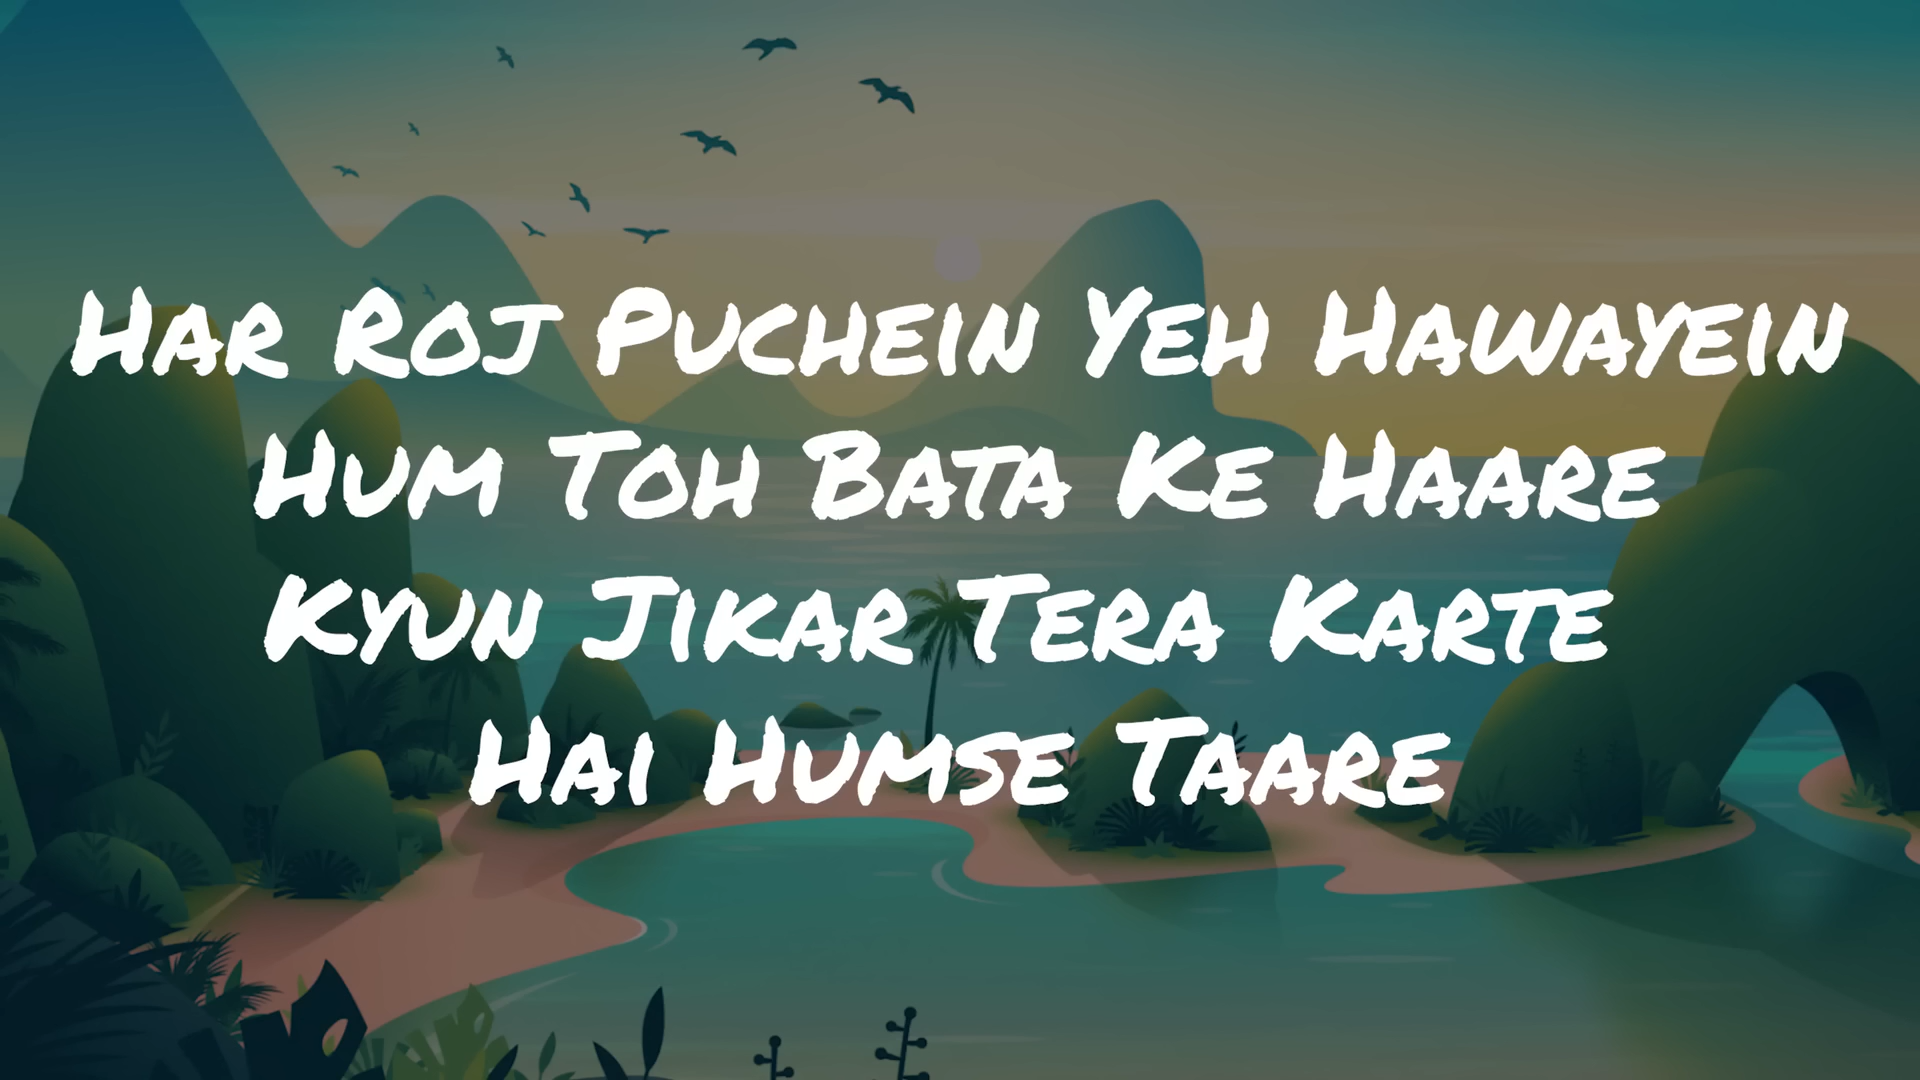 Har Roj Puchein Yeh Hawayein
Hum Toh Bata Ke Haare
Kyun Jikar Tera Karte
Hai Humse Taare